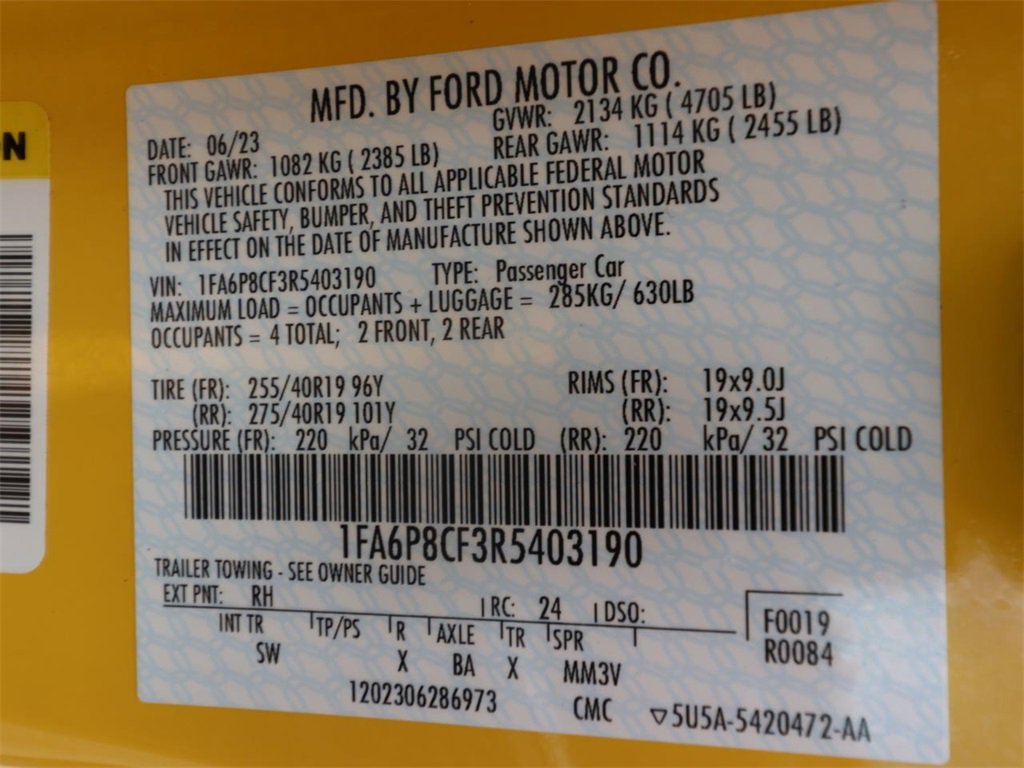 N
MFD. BY FORD MOTOR CO.
DATE: 06/23 GVWR: 2134 KG ( 4705 LB)
FRONT GAWR: 1082 KG ( 2385 LB) REAR GAWR: 1114 KG ( 2455 LB)
THIS VEHICLE CONFORMS TO ALL APPLICABLE FEDERAL MOTOR
VEHICLE SAFETY, BUMPER, AND THEFT PREVENTION STANDARDS
IN EFFECT ON THE DATE OF MANUFACTURE SHOWN ABOVE.
VIN: 1FA6P8CF3R5403190 TYPE: Passenger Car
MAXIMUM LOAD = OCCUPANTS + LUGGAGE = 285KG/ 630LB
OCCUPANTS = 4 TOTAL; 2 FRONT, 2 REAR
TIRE (FR): 255/40R19 96Y RIMS (FR): 19x9.0J
(RR): 275/40R19 101Y (RR): 19x9.5J
PRESSURE (FR): 220 kPa/ 32 PSI COLD (RR): 220 kPa/ 32 PSI COLD
1FA6P8CF3R5403190
TRAILER TOWING - SEE OWNER GUIDE
EXT PNT: RH RC: 24 DSO:
INT TR TP/PS R AXLE TR SPR
SW X BA X MM3V
F0019
R0084
1202306286973 CMC ▽5U5A-5420472-AA